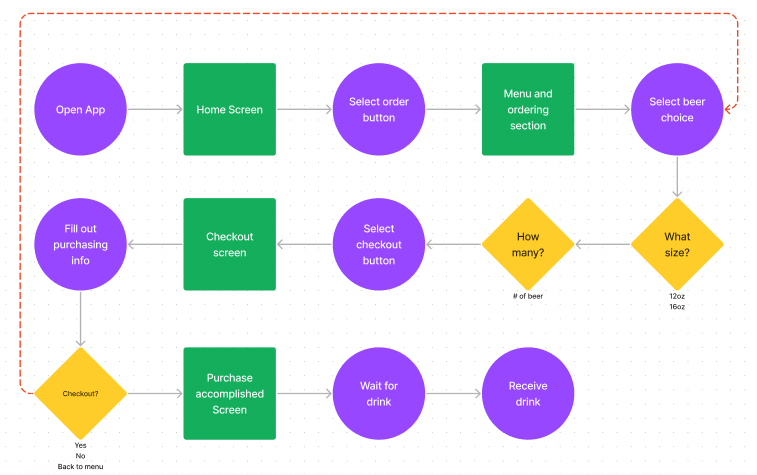 Open App
Home Screen
Select order
button
Menu and
ordering
section
Select beer
choice
Fill out
purchasing
info
Checkout
screen
Select
checkout
button
How
many?
# of beer
What
size?
12oz
16oz
Checkout?
Yes
No
Back to menu
Purchase
accomplished
Screen
Wait for
drink
Receive
drink